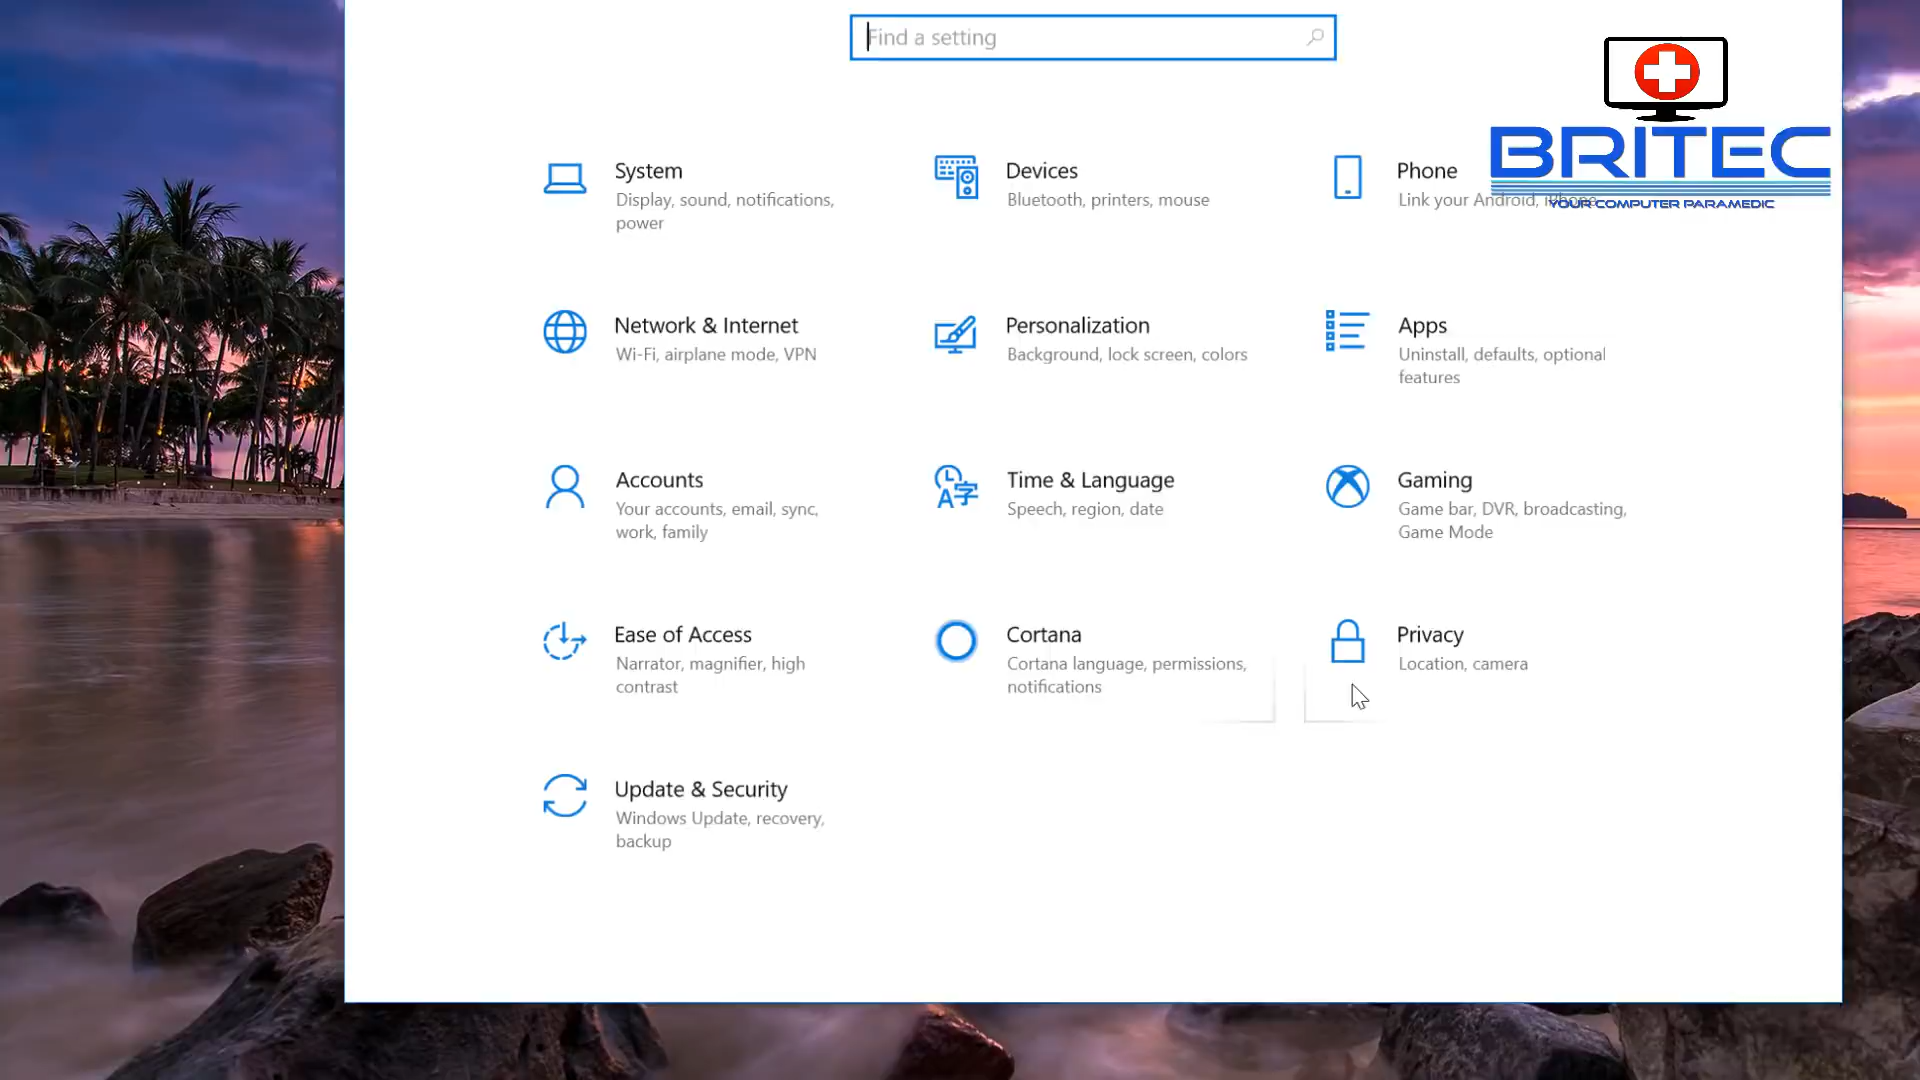 Find a setting
BRITEC
YOUR COMPUTER PARAMEDIC
System
Display, sound, notifications,
power
Devices
Bluetooth, printers, mouse
Phone
Link your Android, iPhone
Network & Internet
Wi-Fi, airplane mode, VPN
Personalization
Background, lock screen, colors
Apps
Uninstall, defaults, optional
features
Accounts
Your accounts, email, sync,
work, family
Time & Language
Speech, region, date
Gaming
Game bar, DVR, broadcasting,
Game Mode
Ease of Access
Narrator, magnifier, high
contrast
Cortana
Cortana language, permissions,
notifications
Privacy
Location, camera
Update & Security
Windows Update, recovery,
backup